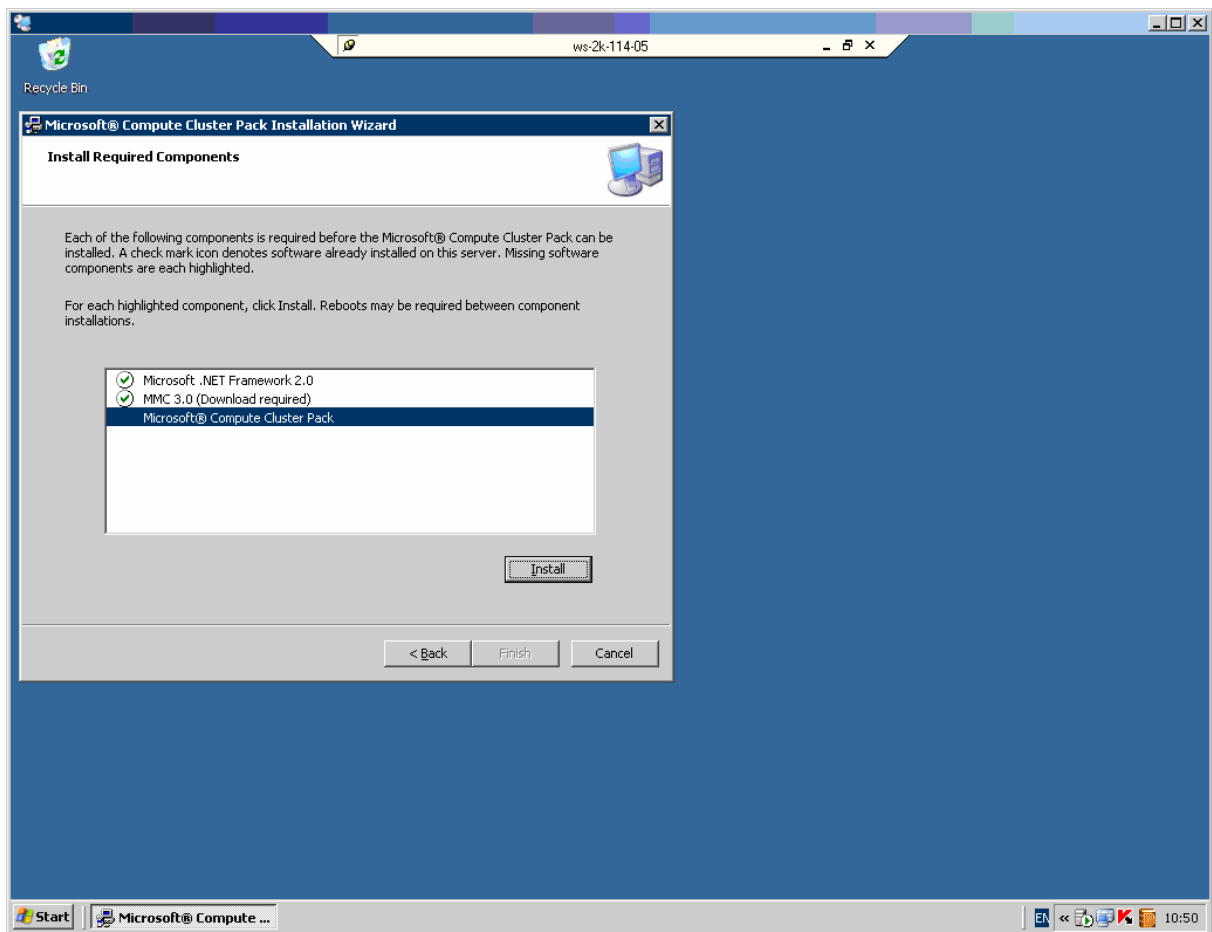 ws-2k-114-05
Recycle Bin
Microsoft® Compute Cluster Pack Installation Wizard
Install Required Components
Each of the following components is required before the Microsoft® Compute Cluster Pack can be
installed. A check mark icon denotes software already installed on this server. Missing software
components are each highlighted.
For each highlighted component, click Install. Reboots may be required between component
installations.
Microsoft .NET Framework 2.0
MMC 3.0 (Download required)
Microsoft® Compute Cluster Pack
Install
< Back
Finish
Cancel
Start
Microsoft® Compute ...
EN
«
10:50